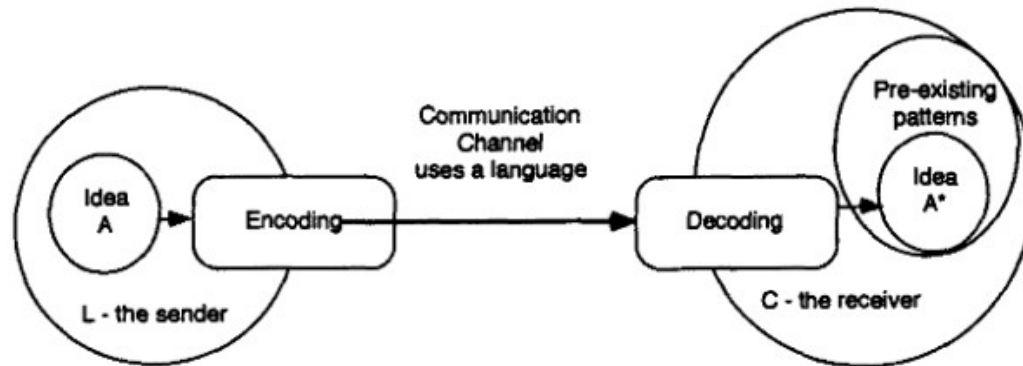 Communication
Channel
uses a language
Pre-existing
patterns
Idea
A
Encoding
Decoding
Idea
A*
L - the sender
C - the receiver